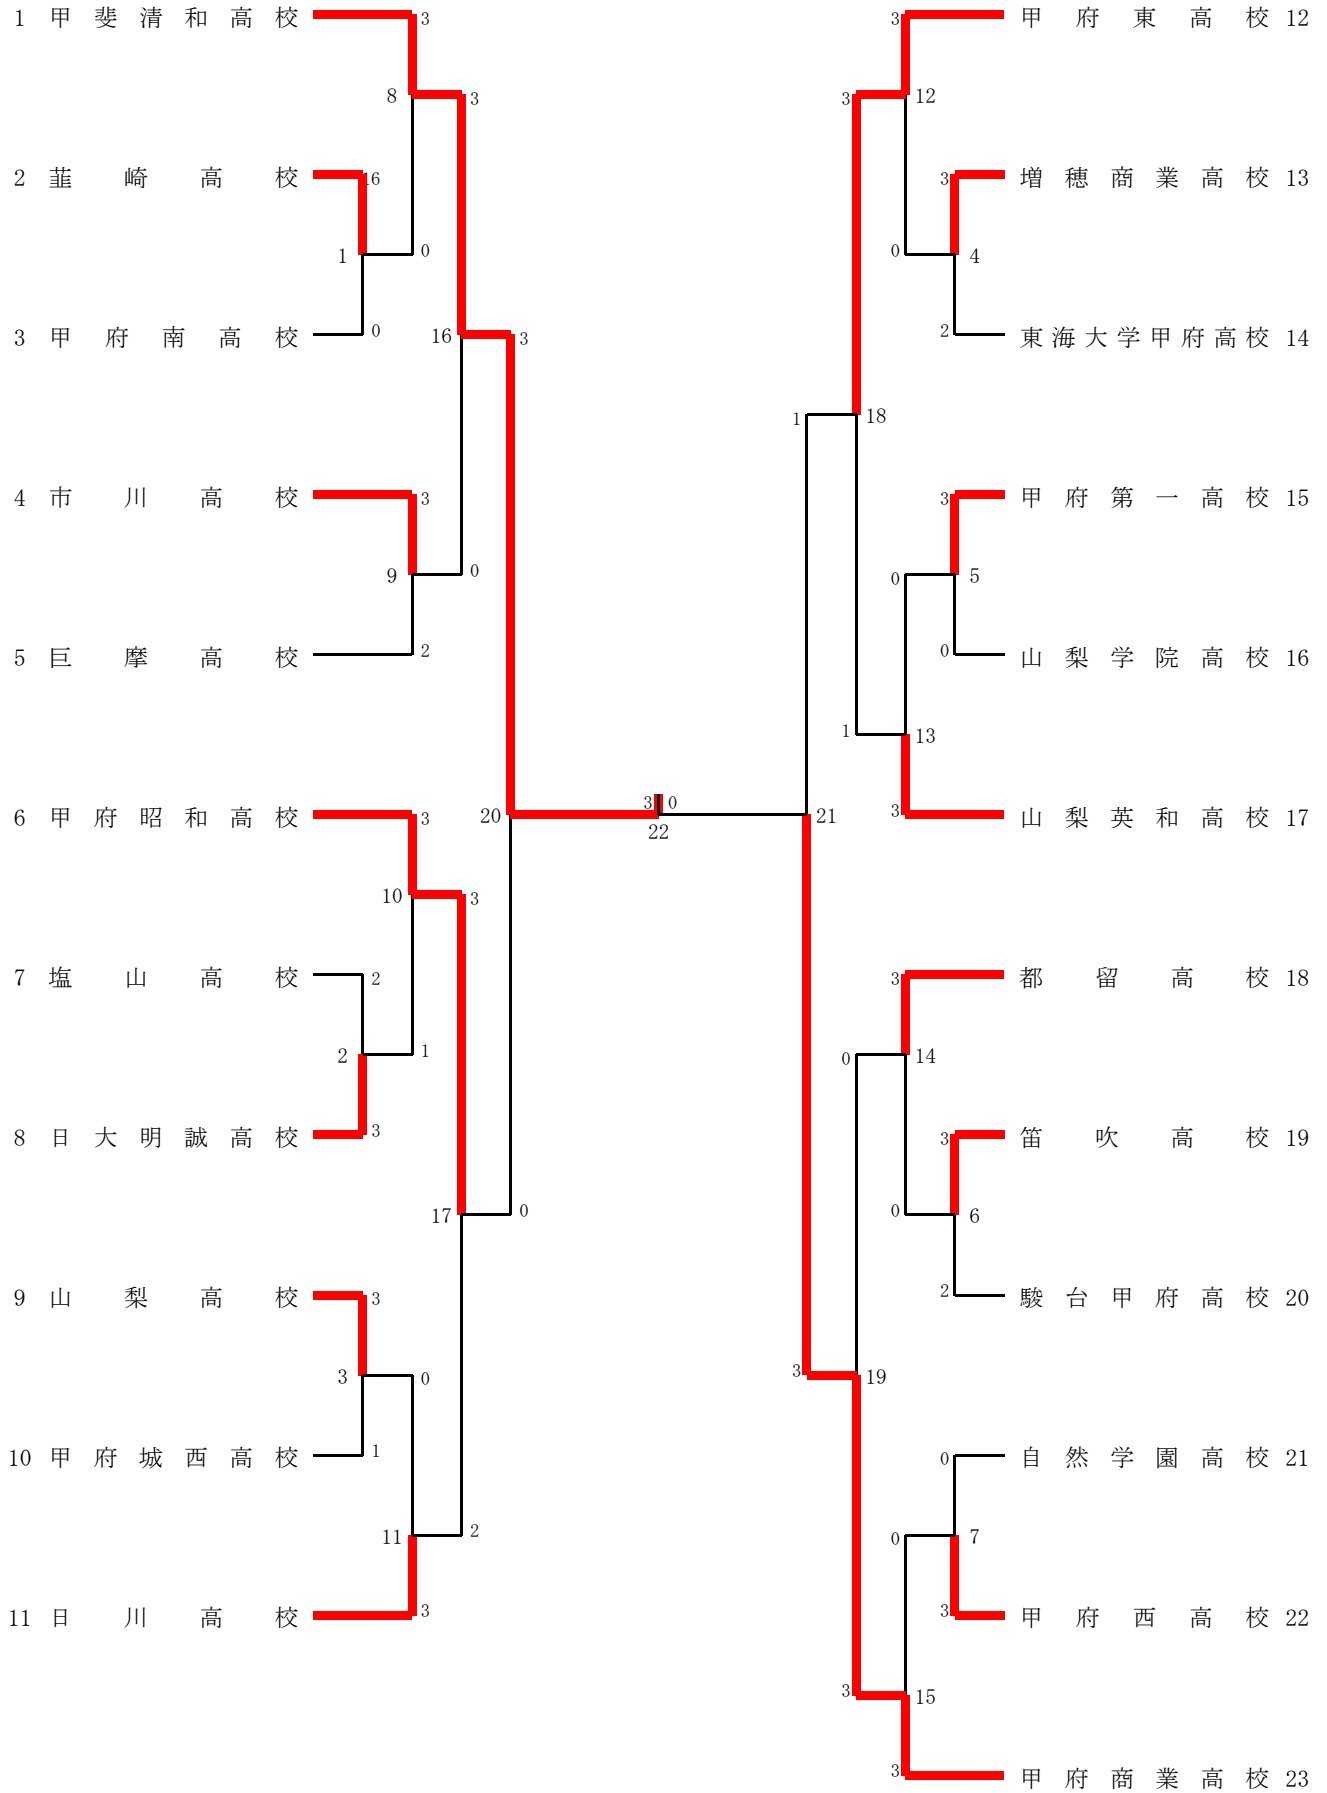 1 甲斐清和高校
3
3
甲府東高校 12
8
3
3
12
2 韮崎高校
16
3
増穂商業高校 13
1
0
0
4
3 甲府南高校
0
16
3
2
東海大学甲府高校 14
1
18
4 市川高校
3
3
甲府第一高校 15
9
0
0
5
5 巨摩高校
2
0
山梨学院高校 16
1
13
6 甲府昭和高校
3
20
3
0
22
21
3
山梨英和高校 17
10
3
7 塩山高校
2
3
都留高校 18
2
1
0
14
8 日大明誠高校
3
3
笛吹高校 19
17
0
0
6
9 山梨高校
3
2
駿台甲府高校 20
3
0
3
19
10 甲府城西高校
1
0
自然学園高校 21
11
2
0
7
11 日川高校
3
3
甲府西高校 22
3
15
3
甲府商業高校 23